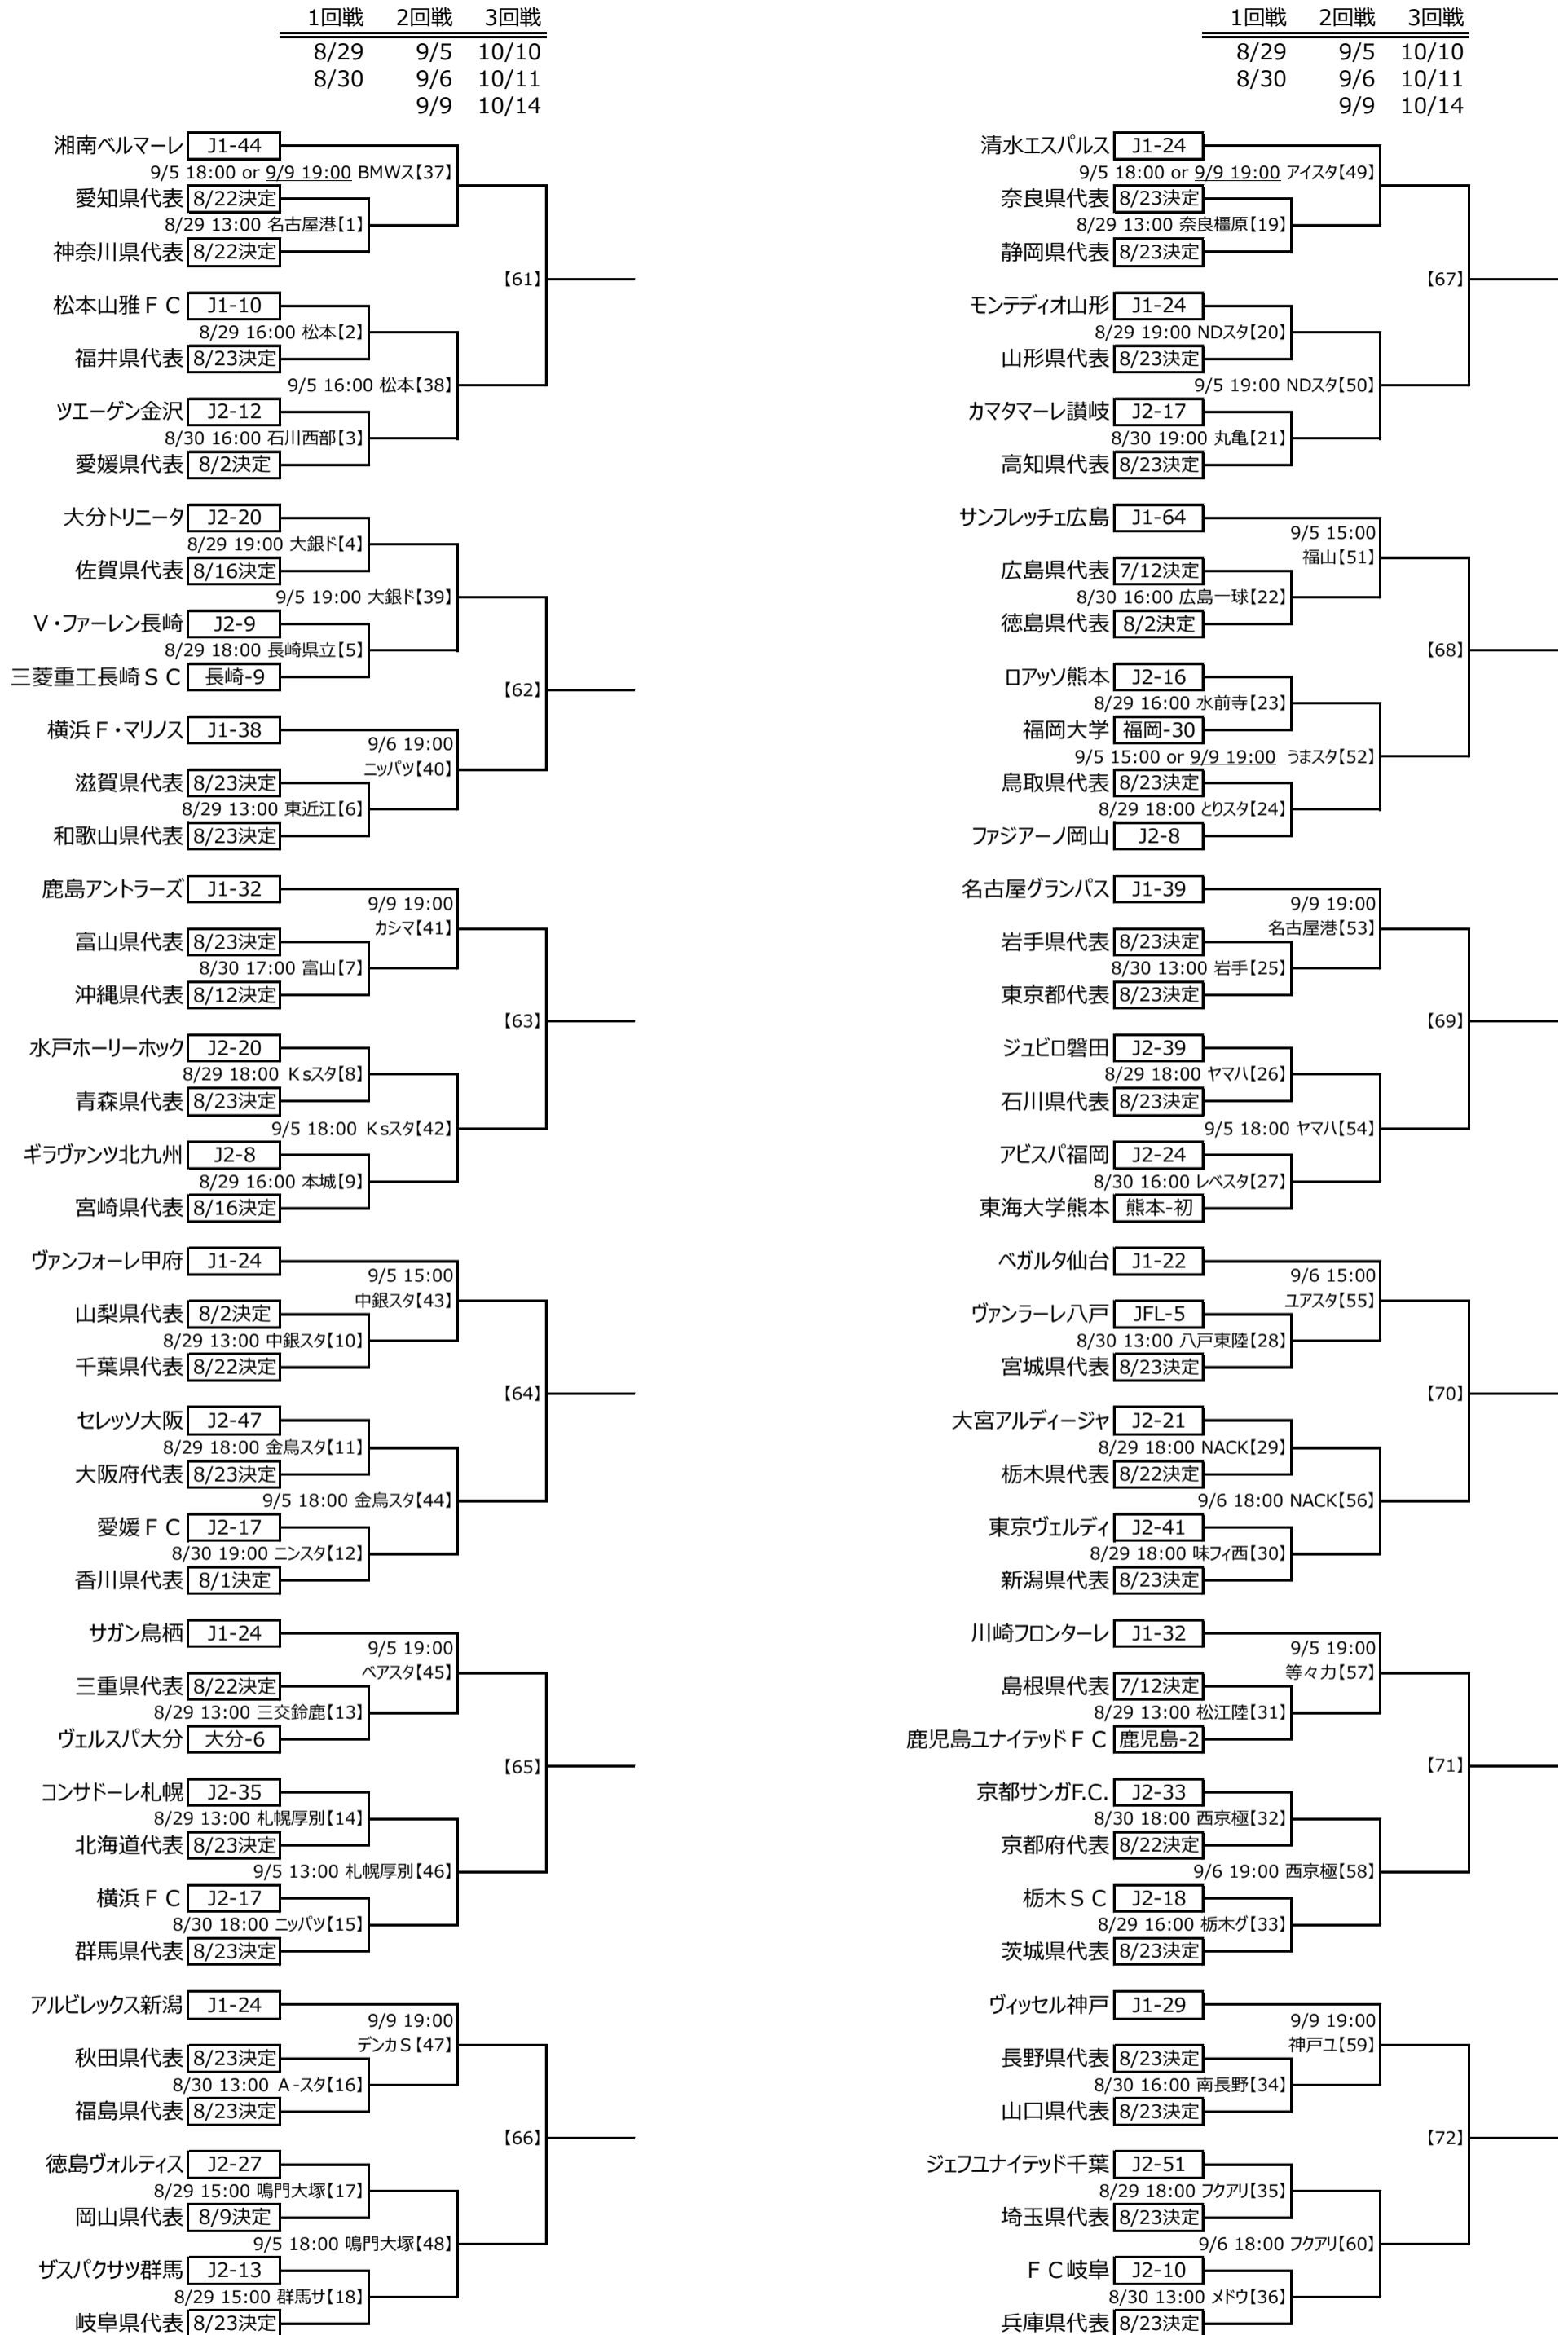 1回戦 2回戦 3回戦
8/29 9/5 10/10
8/30 9/6 10/11
9/9 10/14
湘南ベルマーレ J1-44
9/5 18:00 or 9/9 19:00 BMWス【37】
愛知県代表 8/22決定
8/29 13:00 名古屋港【1】
神奈川県代表 8/22決定
【61】
松本山雅ＦＣ J1-10
8/29 16:00 松本【2】
福井県代表 8/23決定
9/5 16:00 松本【38】
ツエーゲン金沢 J2-12
8/30 16:00 石川西部【3】
愛媛県代表 8/2決定
大分トリニータ J2-20
8/29 19:00 大銀ド【4】
佐賀県代表 8/16決定
9/5 19:00 大銀ド【39】
Ｖ・ファーレン長崎 J2-9
8/29 18:00 長崎県立【5】
三菱重工長崎ＳＣ 長崎-9
【62】
横浜Ｆ・マリノス J1-38
9/6 19:00
ニッパツ【40】
滋賀県代表 8/23決定
8/29 13:00 東近江【6】
和歌山県代表 8/23決定
鹿島アントラーズ J1-32
9/9 19:00
カシマ【41】
富山県代表 8/23決定
8/30 17:00 富山【7】
沖縄県代表 8/12決定
【63】
水戸ホーリーホック J2-20
8/29 18:00 Ｋsスタ【8】
青森県代表 8/23決定
9/5 18:00 Ｋsスタ【42】
ギラヴァンツ北九州 J2-8
8/29 16:00 本城【9】
宮崎県代表 8/16決定
ヴァンフォーレ甲府 J1-24
9/5 15:00
中銀スタ【43】
山梨県代表 8/2決定
8/29 13:00 中銀スタ【10】
千葉県代表 8/22決定
【64】
セレッソ大阪 J2-47
8/29 18:00 金鳥スタ【11】
大阪府代表 8/23決定
9/5 18:00 金鳥スタ【44】
愛媛ＦＣ J2-17
8/30 19:00 ニンスタ【12】
香川県代表 8/1決定
サガン鳥栖 J1-24
9/5 19:00
ベアスタ【45】
三重県代表 8/22決定
8/29 13:00 三交鈴鹿【13】
ヴェルスパ大分 大分-6
【65】
コンサドーレ札幌 J2-35
8/29 13:00 札幌厚別【14】
北海道代表 8/23決定
9/5 13:00 札幌厚別【46】
横浜ＦＣ J2-17
8/30 18:00 ニッパツ【15】
群馬県代表 8/23決定
アルビレックス新潟 J1-24
9/9 19:00
デンカＳ【47】
秋田県代表 8/23決定
8/30 13:00 Ａ-スタ【16】
福島県代表 8/23決定
【66】
徳島ヴォルティス J2-27
8/29 15:00 鳴門大塚【17】
岡山県代表 8/9決定
9/5 18:00 鳴門大塚【48】
ザスパクサツ群馬 J2-13
8/29 15:00 群馬サ【18】
岐阜県代表 8/23決定
1回戦 2回戦 3回戦
8/29 9/5 10/10
8/30 9/6 10/11
9/9 10/14
清水エスパルス J1-24
9/5 18:00 or 9/9 19:00 アイスタ【49】
奈良県代表 8/23決定
8/29 13:00 奈良橿原【19】
静岡県代表 8/23決定
【67】
モンテディオ山形 J1-24
8/29 19:00 NDスタ【20】
山形県代表 8/23決定
9/5 19:00 NDスタ【50】
カマタマーレ讃岐 J2-17
8/30 19:00 丸亀【21】
高知県代表 8/23決定
サンフレッチェ広島 J1-64
9/5 15:00
福山【51】
広島県代表 7/12決定
8/30 16:00 広島一球【22】
徳島県代表 8/2決定
【68】
ロアッソ熊本 J2-16
8/29 16:00 水前寺【23】
福岡大学 福岡-30
9/5 15:00 or 9/9 19:00 うまスタ【52】
鳥取県代表 8/23決定
8/29 18:00 とりスタ【24】
ファジアーノ岡山 J2-8
名古屋グランパス J1-39
9/9 19:00
名古屋港【53】
岩手県代表 8/23決定
8/30 13:00 岩手【25】
東京都代表 8/23決定
【69】
ジュビロ磐田 J2-39
8/29 18:00 ヤマハ【26】
石川県代表 8/23決定
9/5 18:00 ヤマハ【54】
アビスパ福岡 J2-24
8/30 16:00 レベスタ【27】
東海大学熊本 熊本-初
ベガルタ仙台 J1-22
9/6 15:00
ユアスタ【55】
ヴァンラーレ八戸 JFL-5
8/30 13:00 八戸東陸【28】
宮城県代表 8/23決定
【70】
大宮アルディージャ J2-21
8/29 18:00 NACK【29】
栃木県代表 8/22決定
9/6 18:00 NACK【56】
東京ヴェルディ J2-41
8/29 18:00 味フィ西【30】
新潟県代表 8/23決定
川崎フロンターレ J1-32
9/5 19:00
等々力【57】
島根県代表 7/12決定
8/29 13:00 松江陸【31】
鹿児島ユナイテッドＦＣ 鹿児島-2
【71】
京都サンガF.C. J2-33
8/30 18:00 西京極【32】
京都府代表 8/22決定
9/6 19:00 西京極【58】
栃木ＳＣ J2-18
8/29 16:00 栃木グ【33】
茨城県代表 8/23決定
ヴィッセル神戸 J1-29
9/9 19:00
神戸ユ【59】
長野県代表 8/23決定
8/30 16:00 南長野【34】
山口県代表 8/23決定
【72】
ジェフユナイテッド千葉 J2-51
8/29 18:00 フクアリ【35】
埼玉県代表 8/23決定
9/6 18:00 フクアリ【60】
ＦＣ岐阜 J2-10
8/30 13:00 メドウ【36】
兵庫県代表 8/23決定